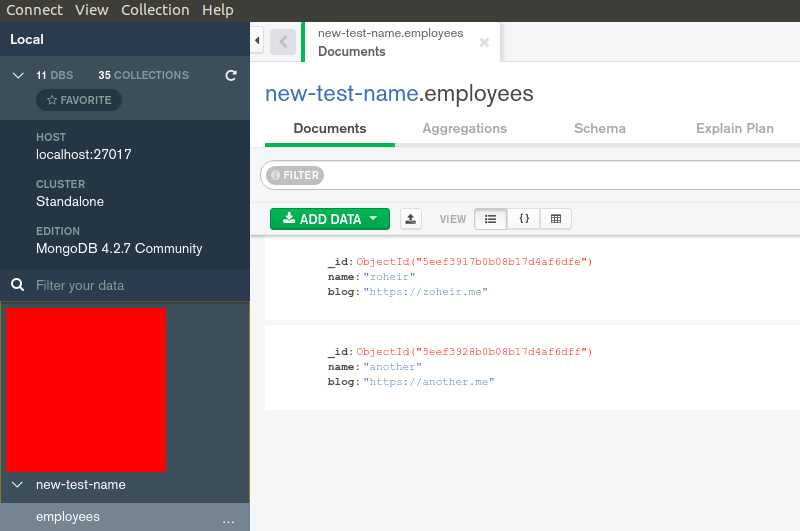 Connect View Collection Help
Local
11 DBS 35 COLLECTIONS
FAVORITE
HOST
localhost:27017
CLUSTER
Standalone
EDITION
MongoDB 4.2.7 Community
Filter your data
new-test-name
employees ...
new-test-name.employees
Documents
new-test-name.employees
Documents Aggregations Schema Explain Plan
FILTER
ADD DATA VIEW {}
_id: ObjectId("5eef3917b0b08b17d4af6dfe")
name: "zoheir"
blog: "https://zoheir.me"
_id: ObjectId("5eef3928b0b08b17d4af6dff")
name: "another"
blog: "https://another.me"